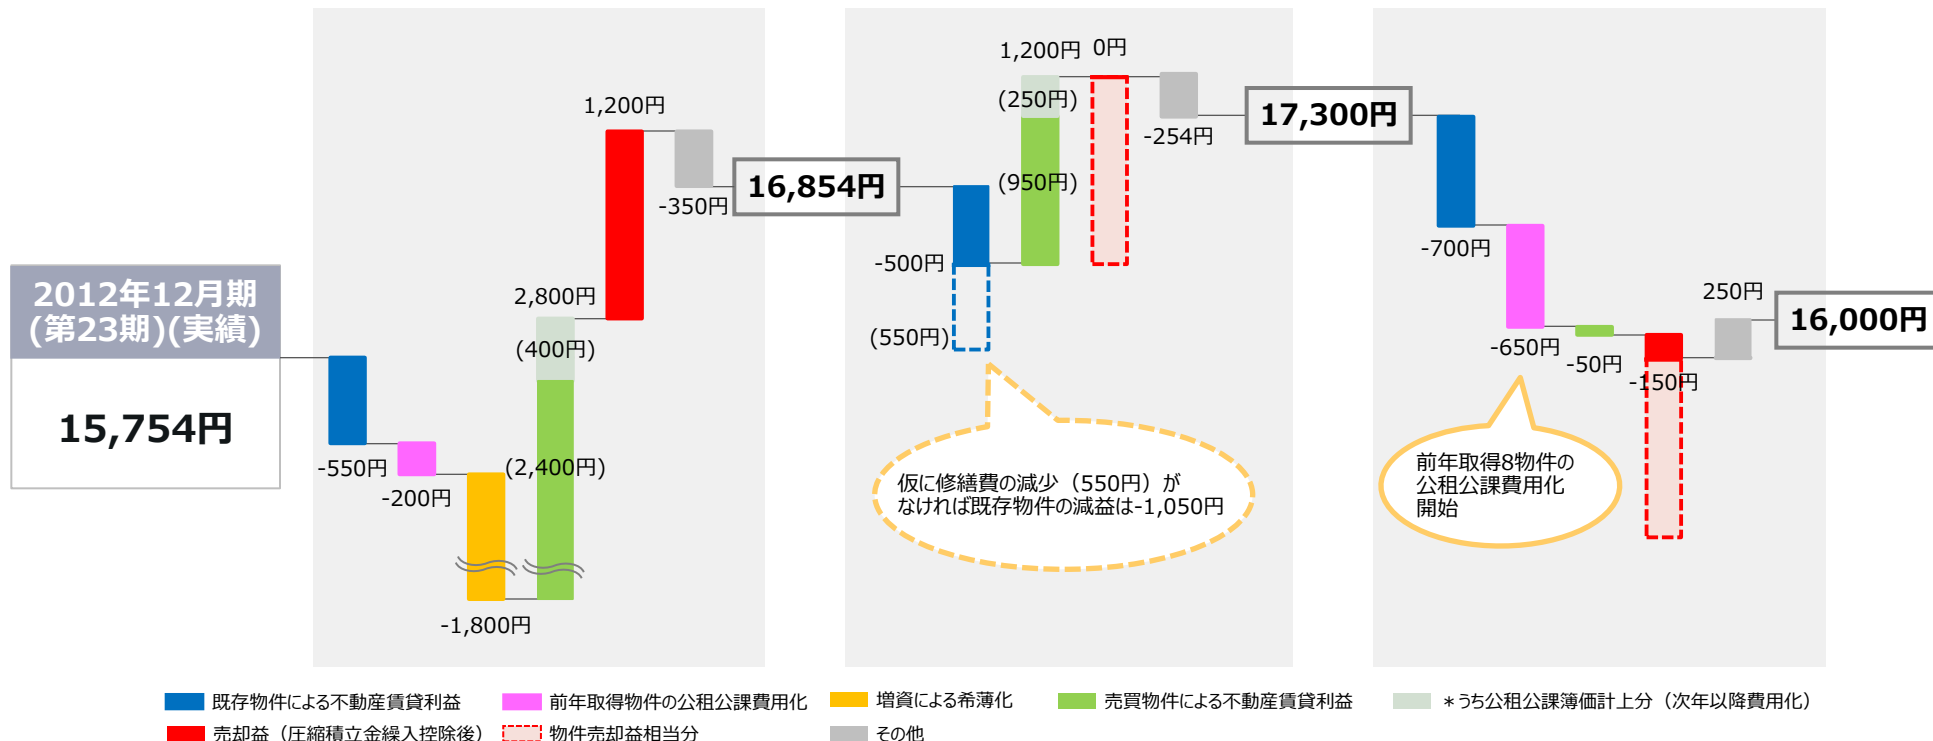 2012年12月期
(第23期)(実績)
15,754円
-550円
-200円
-1,800円
2,800円
(400円)
(2,400円)
1,200円
-350円
16,854円
-500円
(550円)
1,200円
(250円)
(950円)
0円
-254円
仮に修繕費の減少（550円）が
なければ既存物件の減益は-1,050円
17,300円
-700円
-650円
-50円
-150円
250円
前年取得8物件の
公租公課費用化
開始
16,000円
既存物件による不動産賃貸利益
前年取得物件の公租公課費用化
増資による希薄化
売買物件による不動産賃貸利益
＊うち公租公課簿価計上分（次年以降費用化）
売却益（圧縮積立金繰入控除後）
物件売却益相当分
その他